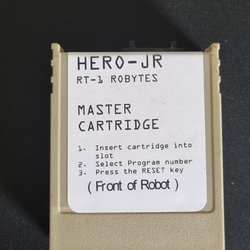 HERO-JR
RT-1 ROBYTES
MASTER
CARTRIDGE
1. Insert cartridge into
slot
2. Select Program number
3. Press the RESET key
( Front of Robot )